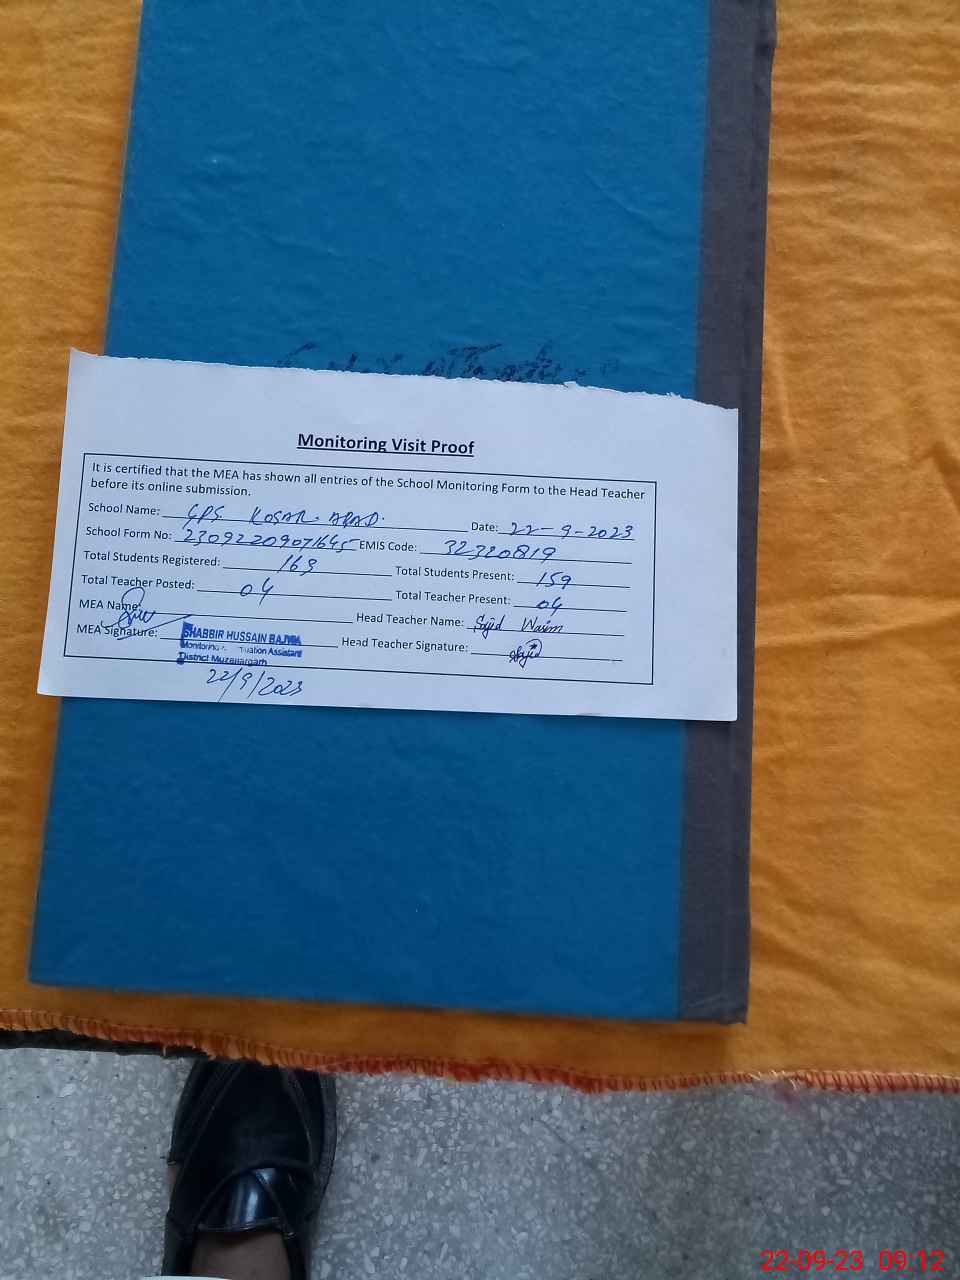 Monitoring Visit Proof
It is certified that the MEA has shown all entries of the School Monitoring Form to the Head Teacher
before its online submission.
School Name: GPS KOSAR ABAD. Date: 22-9-2023
School Form No: 23092209071645 EMIS Code: 32320819
Total Students Registered: 163 Total Students Present: 159
Total Teacher Posted: 04 Total Teacher Present: 04
MEA Name: Head Teacher Name: Sajid Wasim
MEA Signature: Head Teacher Signature: Sajid
SHABBIR HUSSAIN BAJWA
Monitoring Assistant
District Muzaffargarh
22/9/2023
22-09-23 09:12